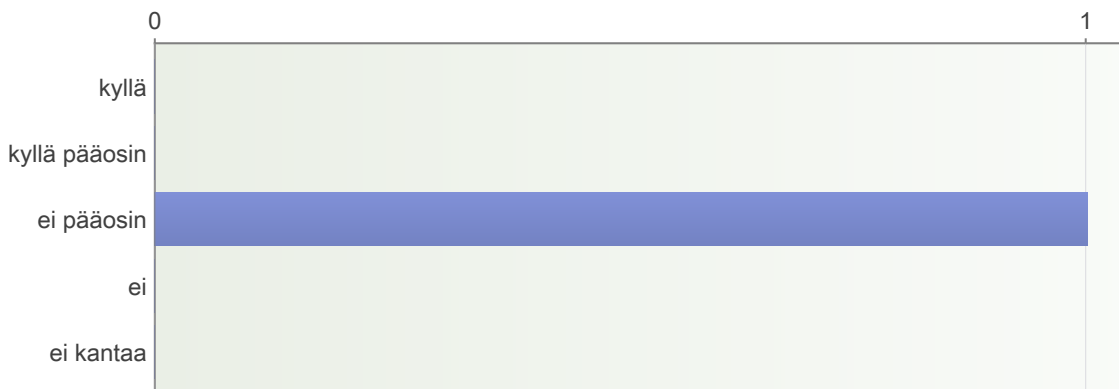 0 1
kyllä
kyllä pääosin
ei pääosin
ei
ei kantaa